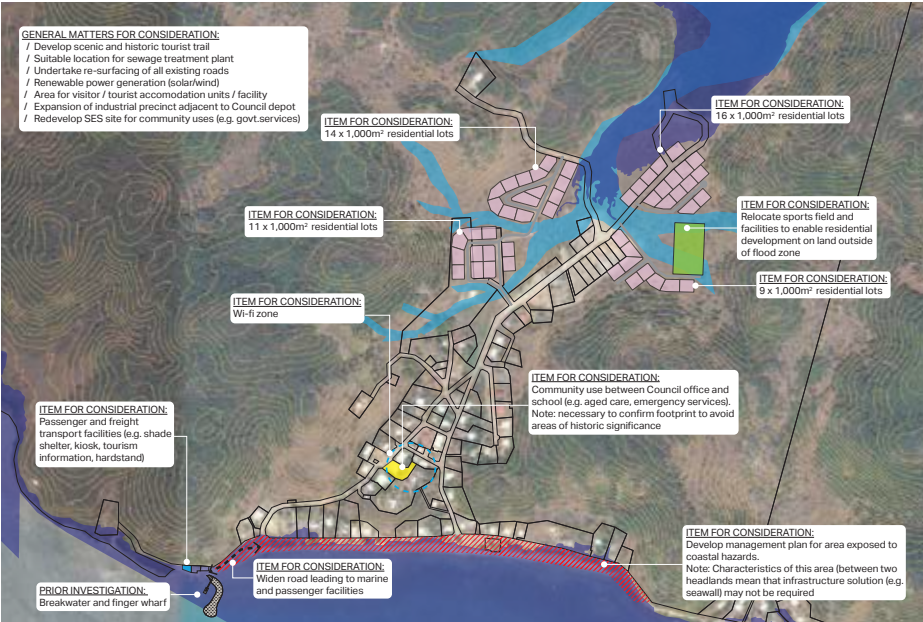 GENERAL MATTERS FOR CONSIDERATION:
/ Develop scenic and historic tourist trail
/ Suitable location for sewage treatment plant
/ Undertake re-surfacing of all existing roads
/ Renewable power generation (solar/wind)
/ Area for visitor / tourist accomodation units / facility
/ Expansion of industrial precinct adjacent to Council depot
/ Redevelop SES site for community uses (e.g. govt.services)
ITEM FOR CONSIDERATION:
14 x 1,000m² residential lots
ITEM FOR CONSIDERATION:
16 x 1,000m² residential lots
ITEM FOR CONSIDERATION:
11 x 1,000m² residential lots
ITEM FOR CONSIDERATION:
Relocate sports field and
facilities to enable residential
development on land outside
of flood zone
ITEM FOR CONSIDERATION:
9 x 1,000m² residential lots
ITEM FOR CONSIDERATION:
Wi-fi zone
ITEM FOR CONSIDERATION:
Community use between Council office and
school (e.g. aged care, emergency services).
Note: necessary to confirm footprint to avoid
areas of historic significance
ITEM FOR CONSIDERATION:
Passenger and freight
transport facilities (e.g. shade
shelter, kiosk, tourism
information, hardstand)
ITEM FOR CONSIDERATION:
Widen road leading to marine
and passenger facilities
ITEM FOR CONSIDERATION:
Develop management plan for area exposed to
coastal hazards.
Note: Characteristics of this area (between two
headlands mean that infrastructure solution (e.g.
seawall) may not be required
PRIOR INVESTIGATION:
Breakwater and finger wharf